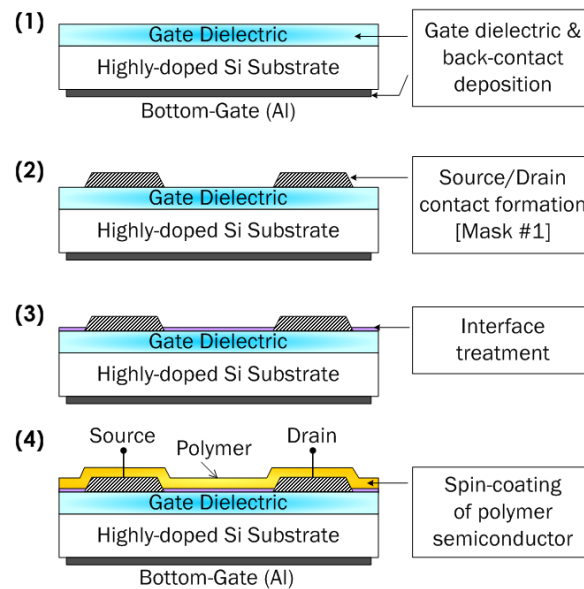 (1)
Gate Dielectric
Highly-doped Si Substrate
Bottom-Gate (Al)
Gate dielectric &
back-contact
deposition
(2)
Gate Dielectric
Highly-doped Si Substrate
Source/Drain
contact formation
[Mask #1]
(3)
Gate Dielectric
Highly-doped Si Substrate
Interface
treatment
(4)
Source
Polymer
Drain
Gate Dielectric
Highly-doped Si Substrate
Bottom-Gate (Al)
Spin-coating
of polymer
semiconductor